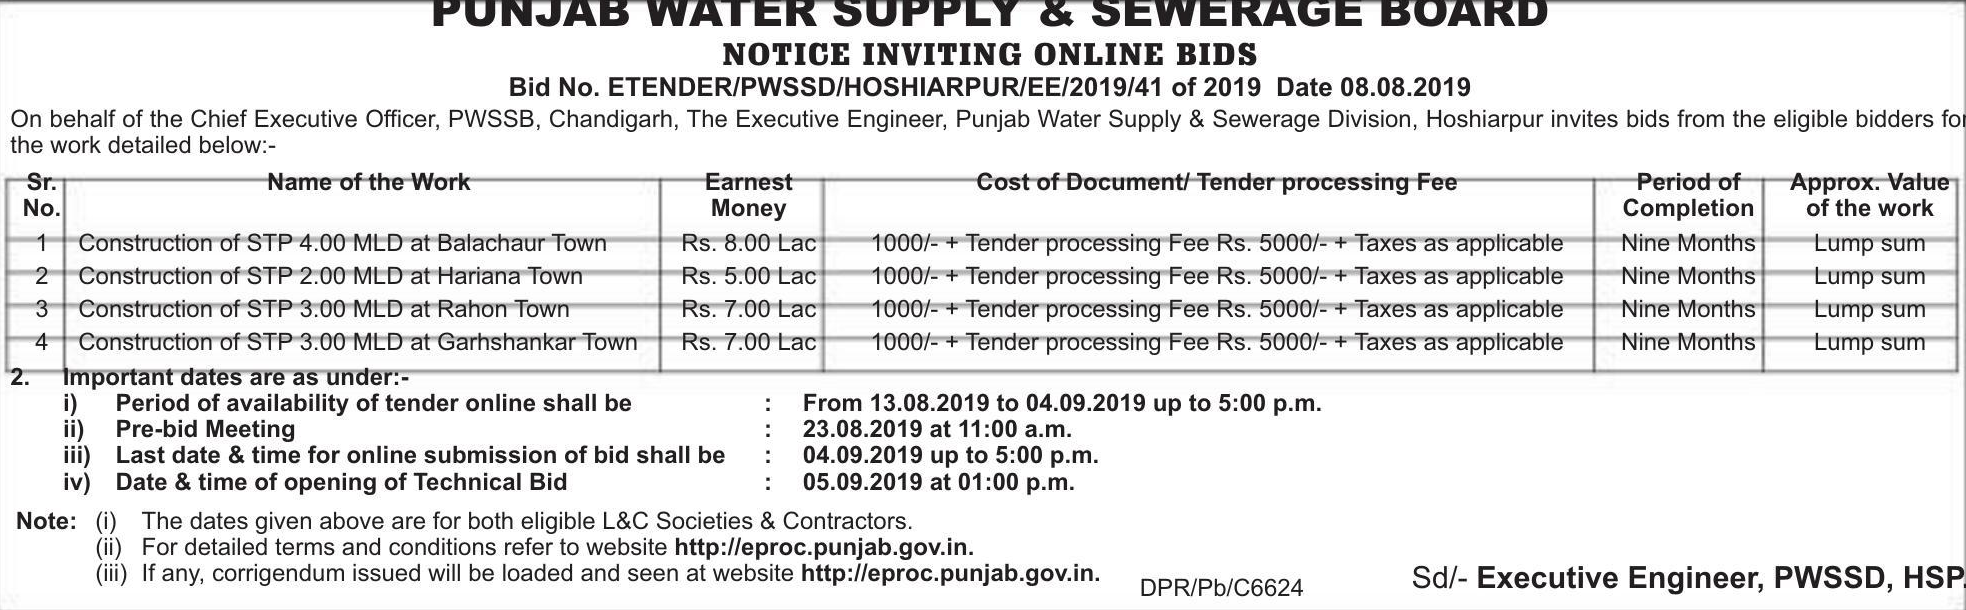 PUNJAB WATER SUPPLY & SEWERAGE BOARD
NOTICE INVITING ONLINE BIDS
Bid No. ETENDER/PWSSD/HOSHIARPUR/EE/2019/41 of 2019 Date 08.08.2019
On behalf of the Chief Executive Officer, PWSSB, Chandigarh, The Executive Engineer, Punjab Water Supply & Sewerage Division, Hoshiarpur invites bids from the eligible bidders for
the work detailed below:-
Sr. No. Name of the Work Earnest Money Cost of Document/ Tender processing Fee Period of Completion Approx. Value of the work
1 Construction of STP 4.00 MLD at Balachaur Town Rs. 8.00 Lac 1000/- + Tender processing Fee Rs. 5000/- + Taxes as applicable Nine Months Lump sum
2 Construction of STP 2.00 MLD at Hariana Town Rs. 5.00 Lac 1000/- + Tender processing Fee Rs. 5000/- + Taxes as applicable Nine Months Lump sum
3 Construction of STP 3.00 MLD at Rahon Town Rs. 7.00 Lac 1000/- + Tender processing Fee Rs. 5000/- + Taxes as applicable Nine Months Lump sum
4 Construction of STP 3.00 MLD at Garhshankar Town Rs. 7.00 Lac 1000/- + Tender processing Fee Rs. 5000/- + Taxes as applicable Nine Months Lump sum
2. Important dates are as under:-
i) Period of availability of tender online shall be : From 13.08.2019 to 04.09.2019 up to 5:00 p.m.
ii) Pre-bid Meeting : 23.08.2019 at 11:00 a.m.
iii) Last date & time for online submission of bid shall be : 04.09.2019 up to 5:00 p.m.
iv) Date & time of opening of Technical Bid : 05.09.2019 at 01:00 p.m.
Note: (i) The dates given above are for both eligible L&C Societies & Contractors.
(ii) For detailed terms and conditions refer to website http://eproc.punjab.gov.in.
(iii) If any, corrigendum issued will be loaded and seen at website http://eproc.punjab.gov.in.
DPR/Pb/C6624
Sd/- Executive Engineer, PWSSD, HSP.